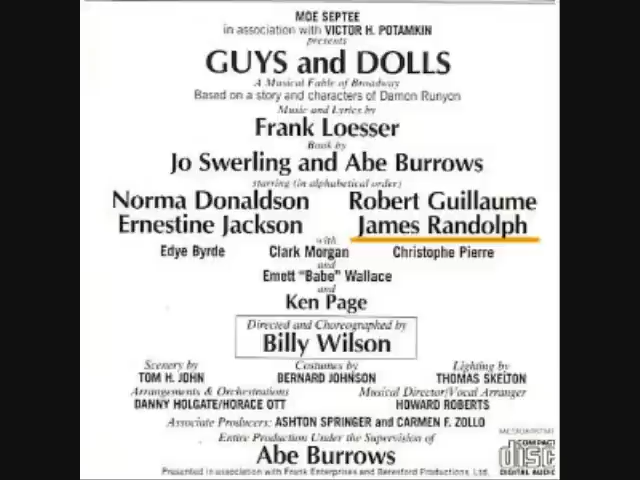 MOE SEPTEE
in association with VICTOR H. POTAMKIN
presents
GUYS and DOLLS
A Musical Fable of Broadway
Based on a story and characters of Damon Runyon
Music and Lyrics by
Frank Loesser
Book by
Jo Swerling and Abe Burrows
starring (in alphabetical order)
Norma Donaldson Robert Guillaume
Ernestine Jackson James Randolph
with
Edye Byrde Clark Morgan Christophe Pierre
and
Emett "Babe" Wallace
and
Ken Page
Directed and Choreographed by
Billy Wilson
Scenery by Costumes by Lighting by
TOM H. JOHN BERNARD JOHNSON THOMAS SKELTON
Arrangements & Orchestrations Musical Director/Vocal Arranger
DANNY HOLGATE/HORACE OTT HOWARD ROBERTS
Associate Producers: ASHTON SPRINGER and CARMEN F. ZOLLO
Entire Production Under the Supervision of
Abe Burrows
Presented in association with Frank Enterprises and Beresford Productions, Ltd.
COMPACT
disc
DIGITAL AUDIO